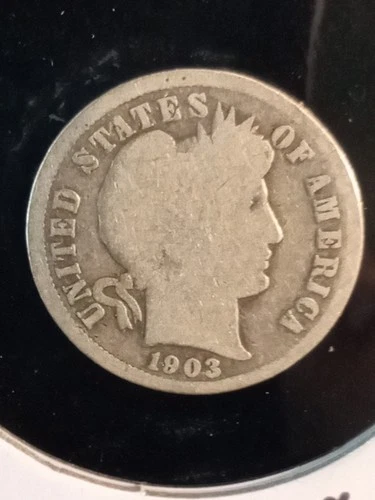 UNITED STATES OF AMERICA
1903